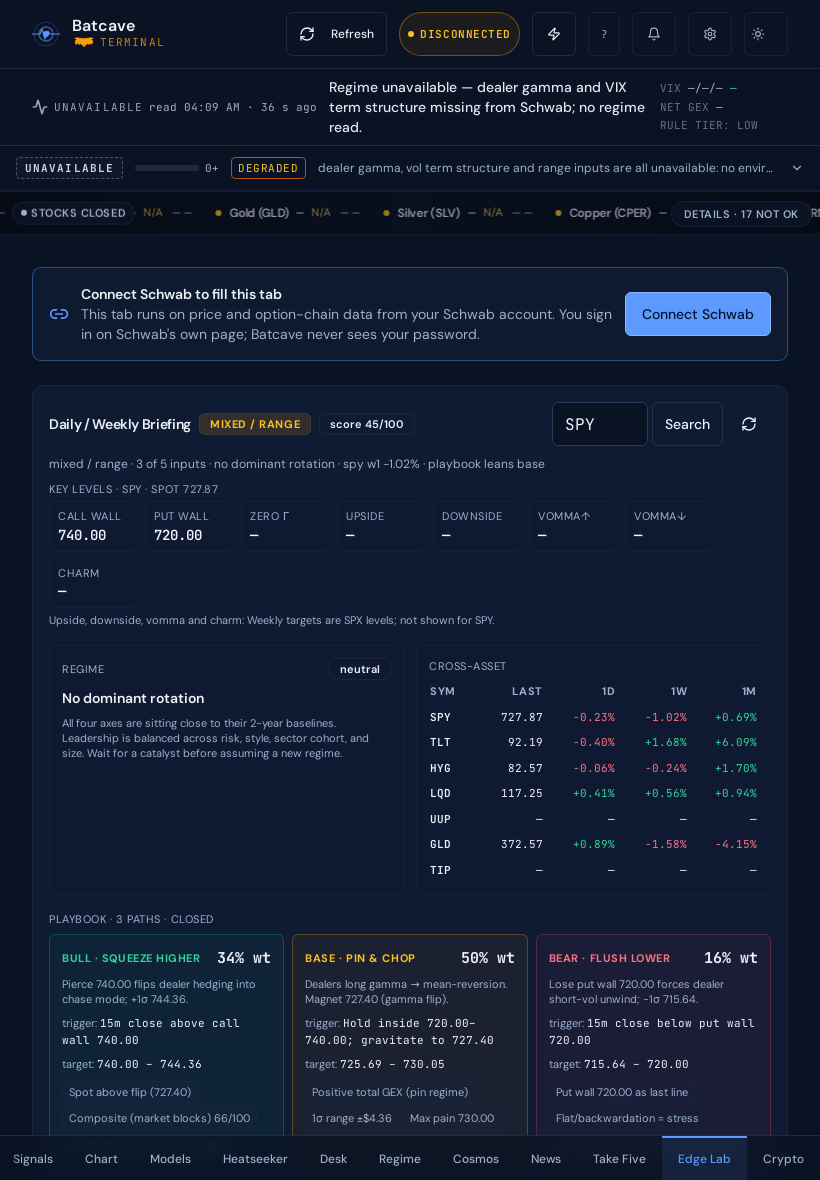 Batcave
TERMINAL
Refresh
DISCONNECTED
?
UNAVAILABLE read 04:09 AM · 36 s ago
Regime unavailable — dealer gamma and VIX
term structure missing from Schwab; no regime
read.
VIX —/—/— —
NET GEX —
RULE TIER: LOW
UNAVAILABLE
0+
DEGRADED
dealer gamma, vol term structure and range inputs are all unavailable: no envir…
STOCKS CLOSED
N/A — —
Gold (GLD) — N/A — —
Silver (SLV) — N/A — —
Copper (CPER) —
DETAILS · 17 NOT OK
Connect Schwab to fill this tab
This tab runs on price and option-chain data from your Schwab account. You sign
in on Schwab's own page; Batcave never sees your password.
Connect Schwab
Daily / Weekly Briefing
MIXED / RANGE
score 45/100
SPY
Search
mixed / range · 3 of 5 inputs · no dominant rotation · spy w1 -1.02% · playbook leans base
KEY LEVELS · SPY · SPOT 727.87
CALL WALL
740.00
PUT WALL
720.00
ZERO Γ
—
UPSIDE
—
DOWNSIDE
—
VOMMA↑
—
VOMMA↓
—
CHARM
—
Upside, downside, vomma and charm: Weekly targets are SPX levels; not shown for SPY.
REGIME
neutral
No dominant rotation
All four axes are sitting close to their 2-year baselines.
Leadership is balanced across risk, style, sector cohort, and
size. Wait for a catalyst before assuming a new regime.
CROSS-ASSET
SYM LAST 1D 1W 1M
SPY 727.87 -0.23% -1.02% +0.69%
TLT 92.19 -0.40% +1.68% +6.09%
HYG 82.57 -0.06% -0.24% +1.70%
LQD 117.25 +0.41% +0.56% +0.94%
UUP — — — —
GLD 372.57 +0.89% -1.58% -4.15%
TIP — — — —
PLAYBOOK · 3 PATHS · CLOSED
BULL · SQUEEZE HIGHER 34% wt
Pierce 740.00 flips dealer hedging into
chase mode; +1σ 744.36.
trigger: 15m close above call
wall 740.00
target: 740.00 – 744.36
Spot above flip (727.40)
Composite (market blocks) 66/100
BASE · PIN & CHOP 50% wt
Dealers long gamma → mean-reversion.
Magnet 727.40 (gamma flip).
trigger: Hold inside 720.00–
740.00; gravitate to 727.40
target: 725.69 – 730.05
Positive total GEX (pin regime)
1σ range ±$4.36
Max pain 730.00
BEAR · FLUSH LOWER 16% wt
Lose put wall 720.00 forces dealer
short-vol unwind; −1σ 715.64.
trigger: 15m close below put wall
720.00
target: 715.64 – 720.00
Put wall 720.00 as last line
Flat/backwardation = stress
Signals
Chart
Models
Heatseeker
Desk
Regime
Cosmos
News
Take Five
Edge Lab
Crypto